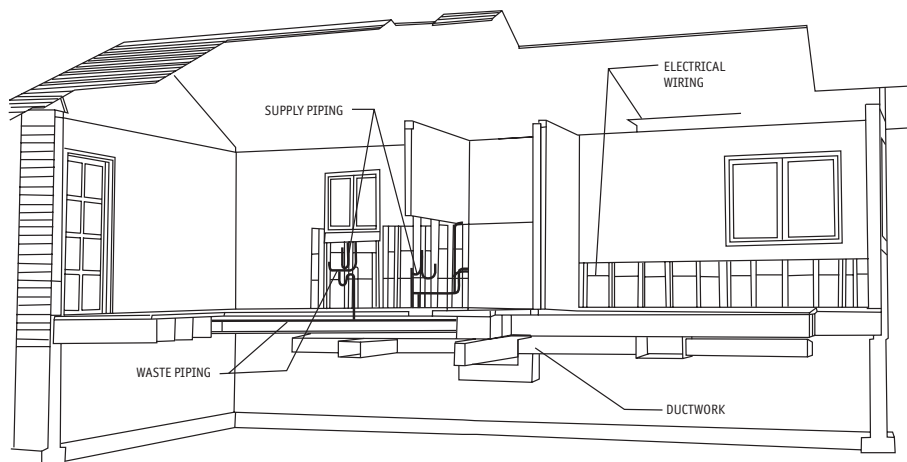 ELECTRICAL
WIRING
SUPPLY PIPING
WASTE PIPING
DUCTWORK